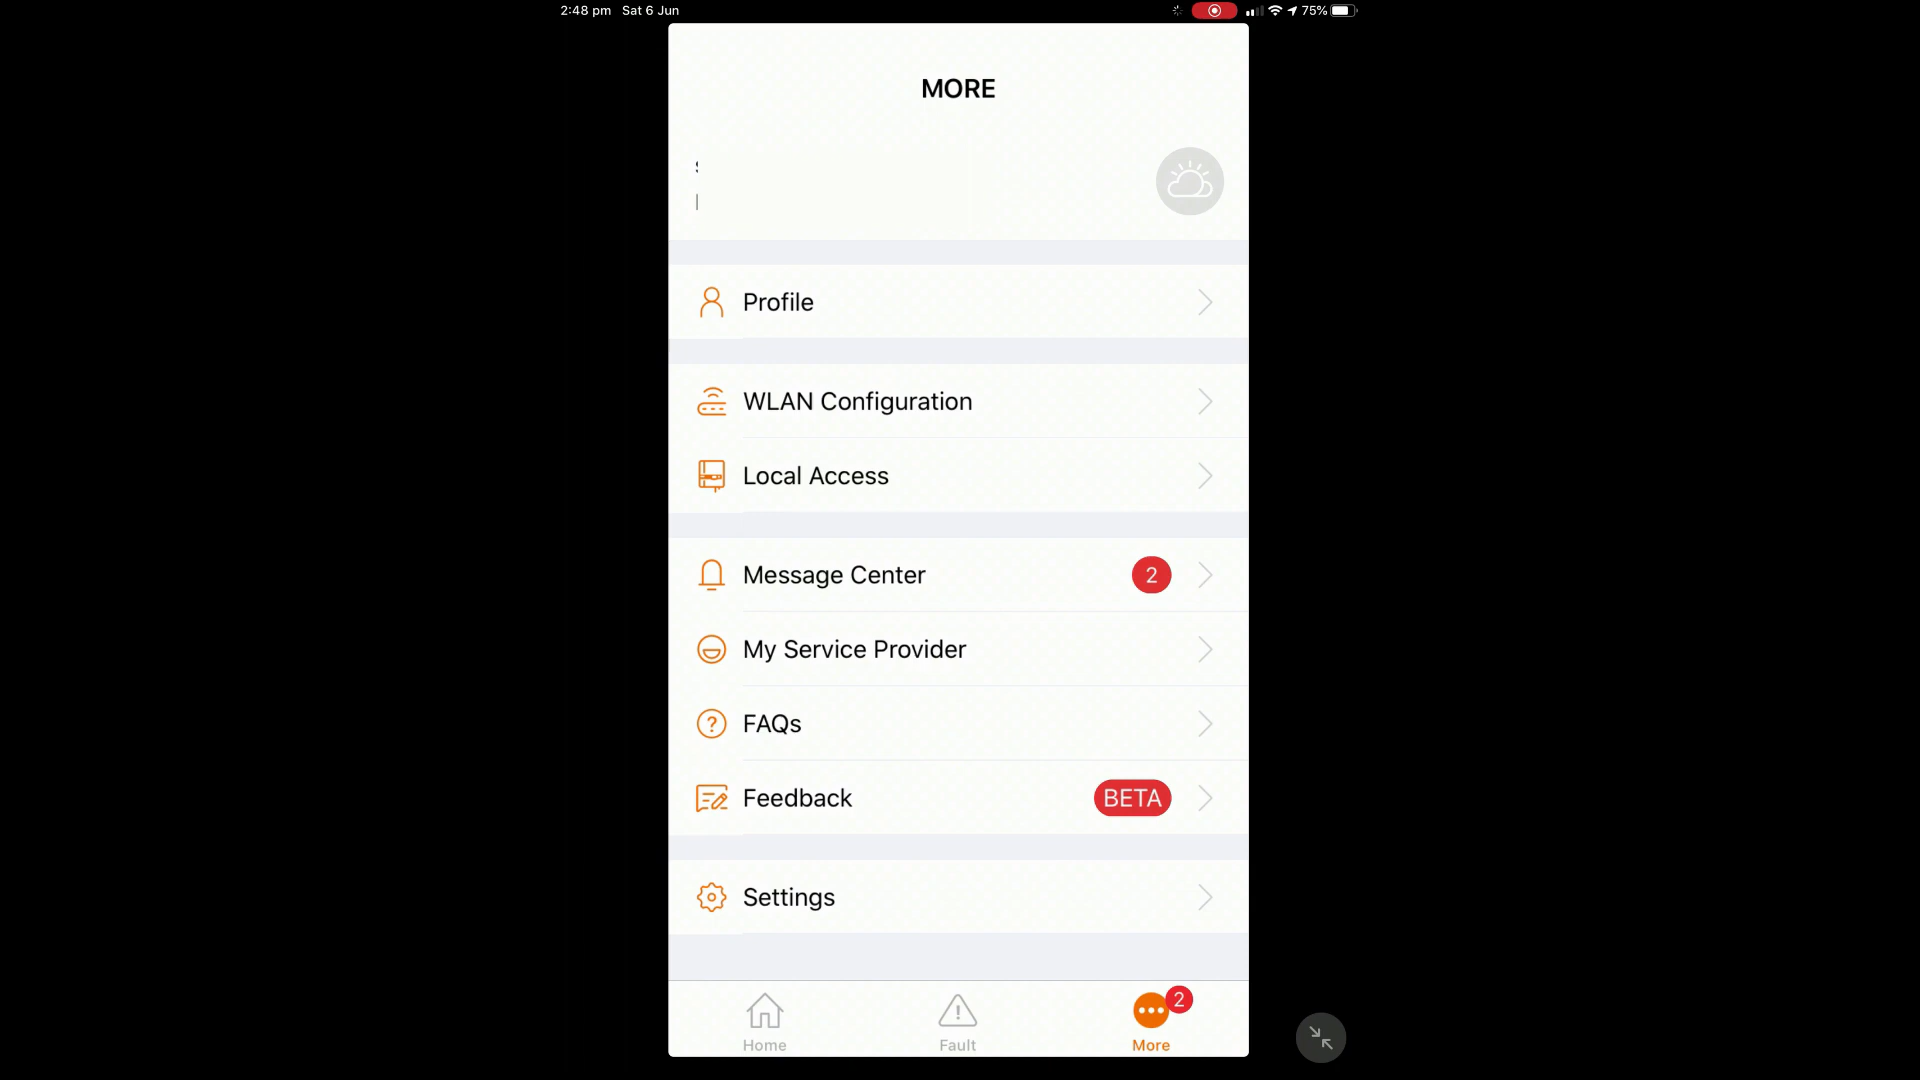 2:48 pm Sat 6 Jun
75%
MORE
Profile
WLAN Configuration
Local Access
Message Center 2
My Service Provider
FAQs
Feedback BETA
Settings
2
Home Fault More